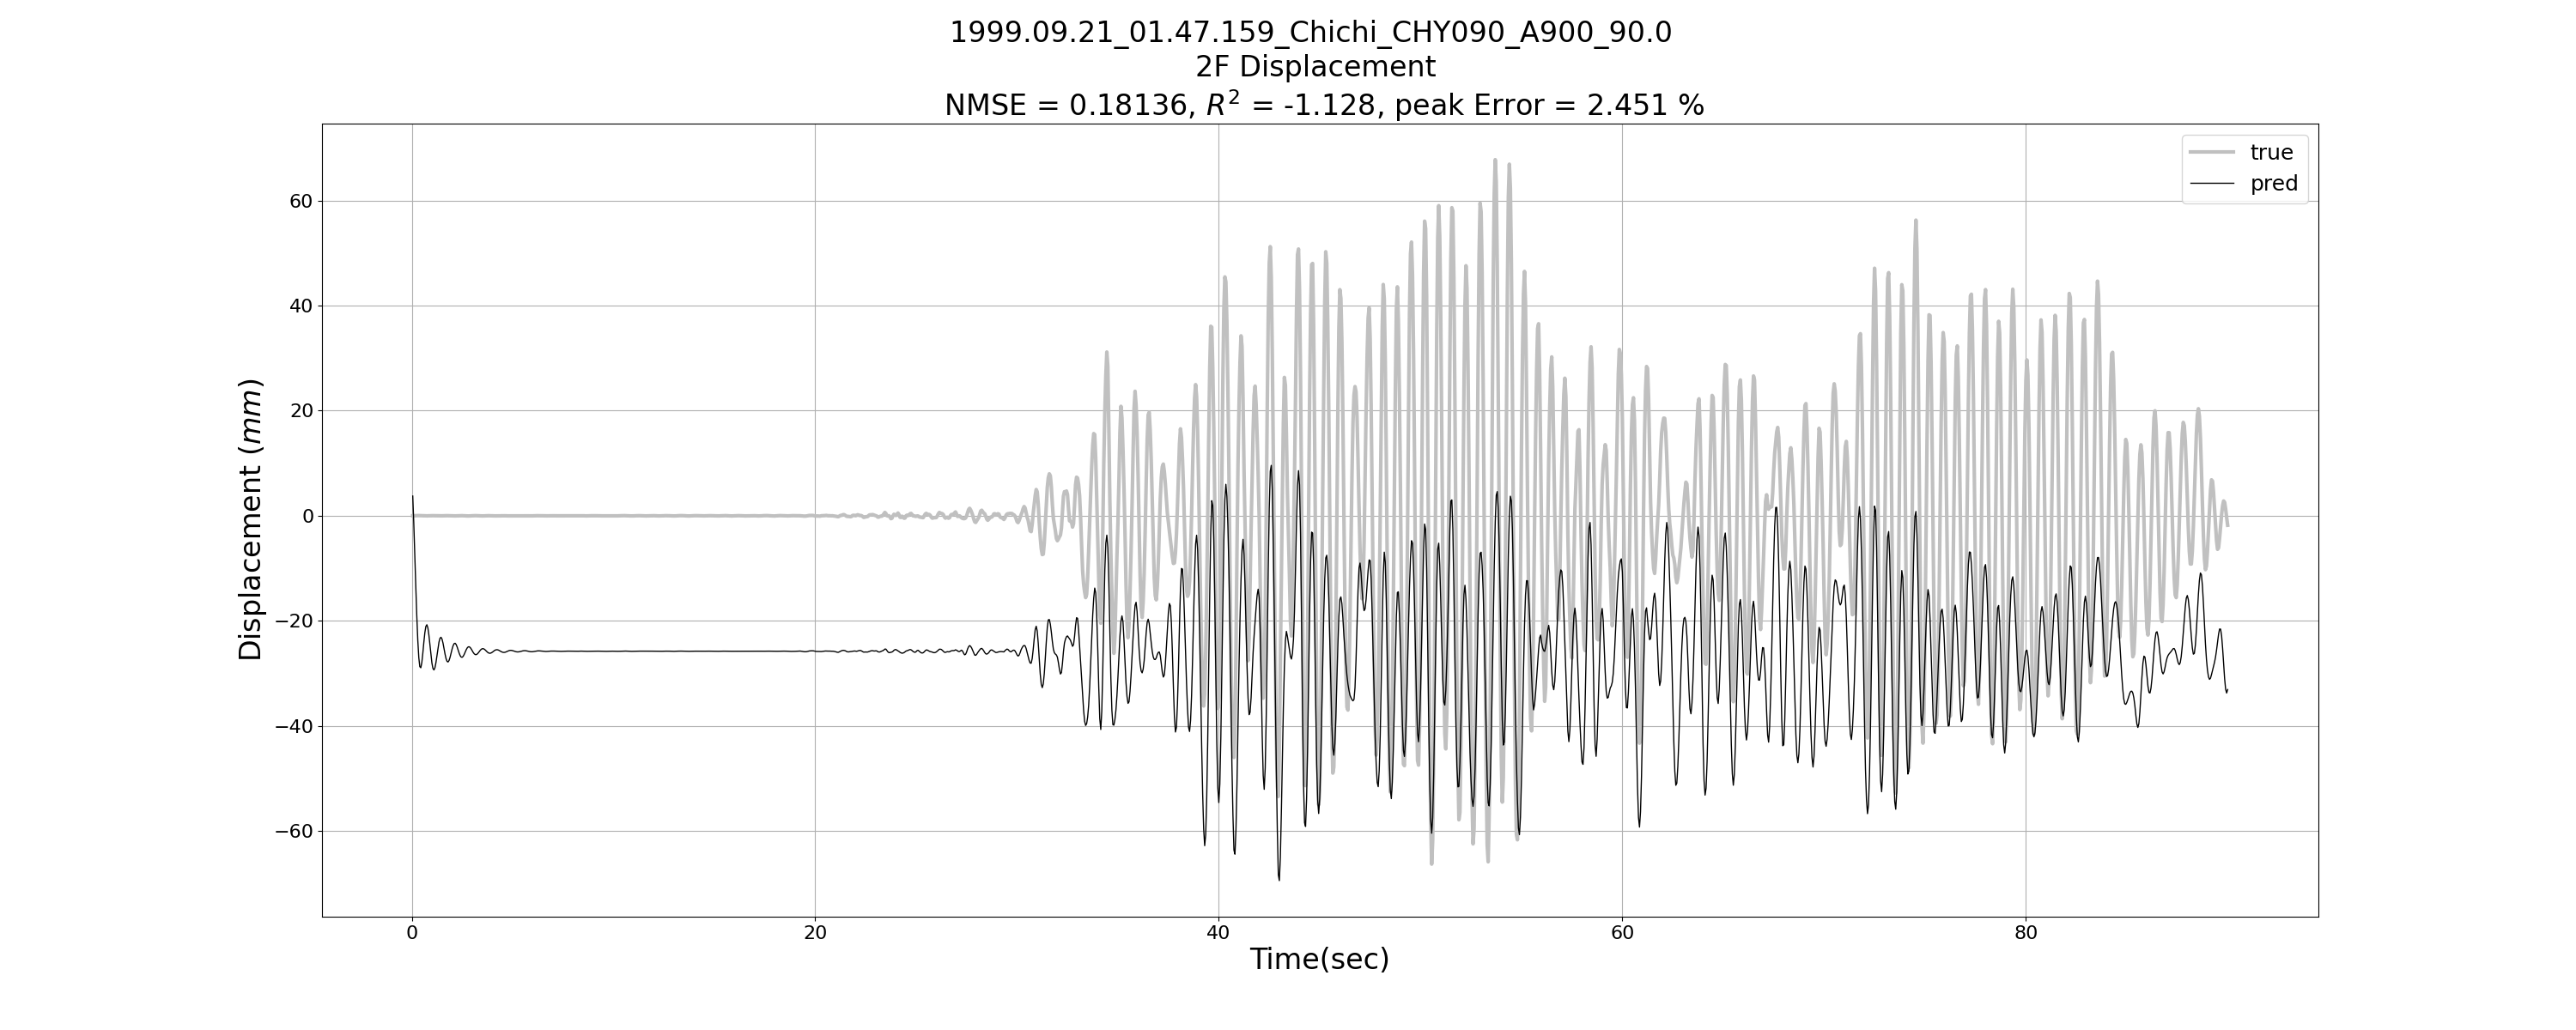 1999.09.21_01.47.159_Chichi_CHY090_A900_90.0
2F Displacement
NMSE = 0.18136, R² = -1.128, peak Error = 2.451 %
true
pred
Displacement (mm)
60
40
20
0
−20
−40
−60
0 20 40 60 80
Time(sec)